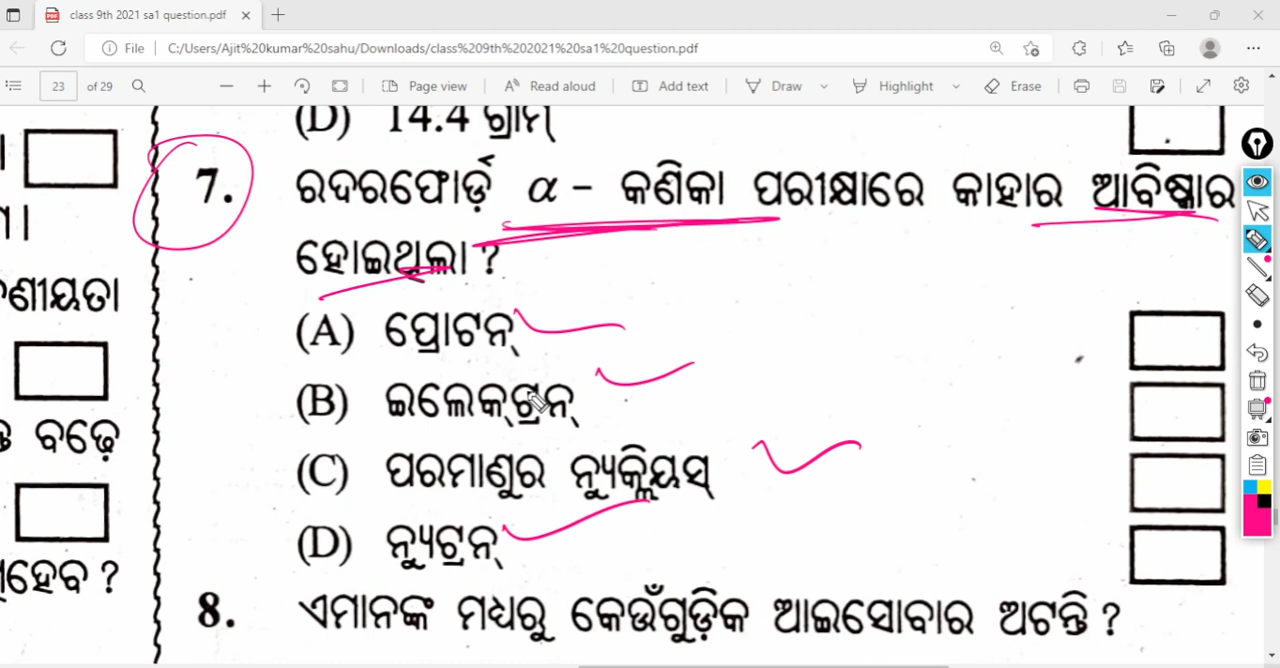 class 9th 2021 sa1 question.pdf
File C:/Users/Ajit%20kumar%20sahu/Downloads/class%209th%202021%20sa1%20question.pdf
23 of 29 Page view Read aloud Add text Draw Highlight Erase
(D) 14.4 ଗ୍ରାମ୍
7. ରଦରଫୋର୍ଡ଼ α - କଣିକା ପରୀକ୍ଷାରେ କାହାର ଆବିଷ୍କାର
ହୋଇଥିଲା ?
(A) ପ୍ରୋଟନ୍
(B) ଇଲେକ୍ଟ୍ରନ୍
(C) ପରମାଣୁର ନ୍ୟୁକ୍ଲିୟସ୍
(D) ନ୍ୟୁଟ୍ରନ୍
8. ଏମାନଙ୍କ ମଧ୍ୟରୁ କେଉଁଗୁଡ଼ିକ ଆଇସୋବାର ଅଟନ୍ତି ?
ବଢ଼େ